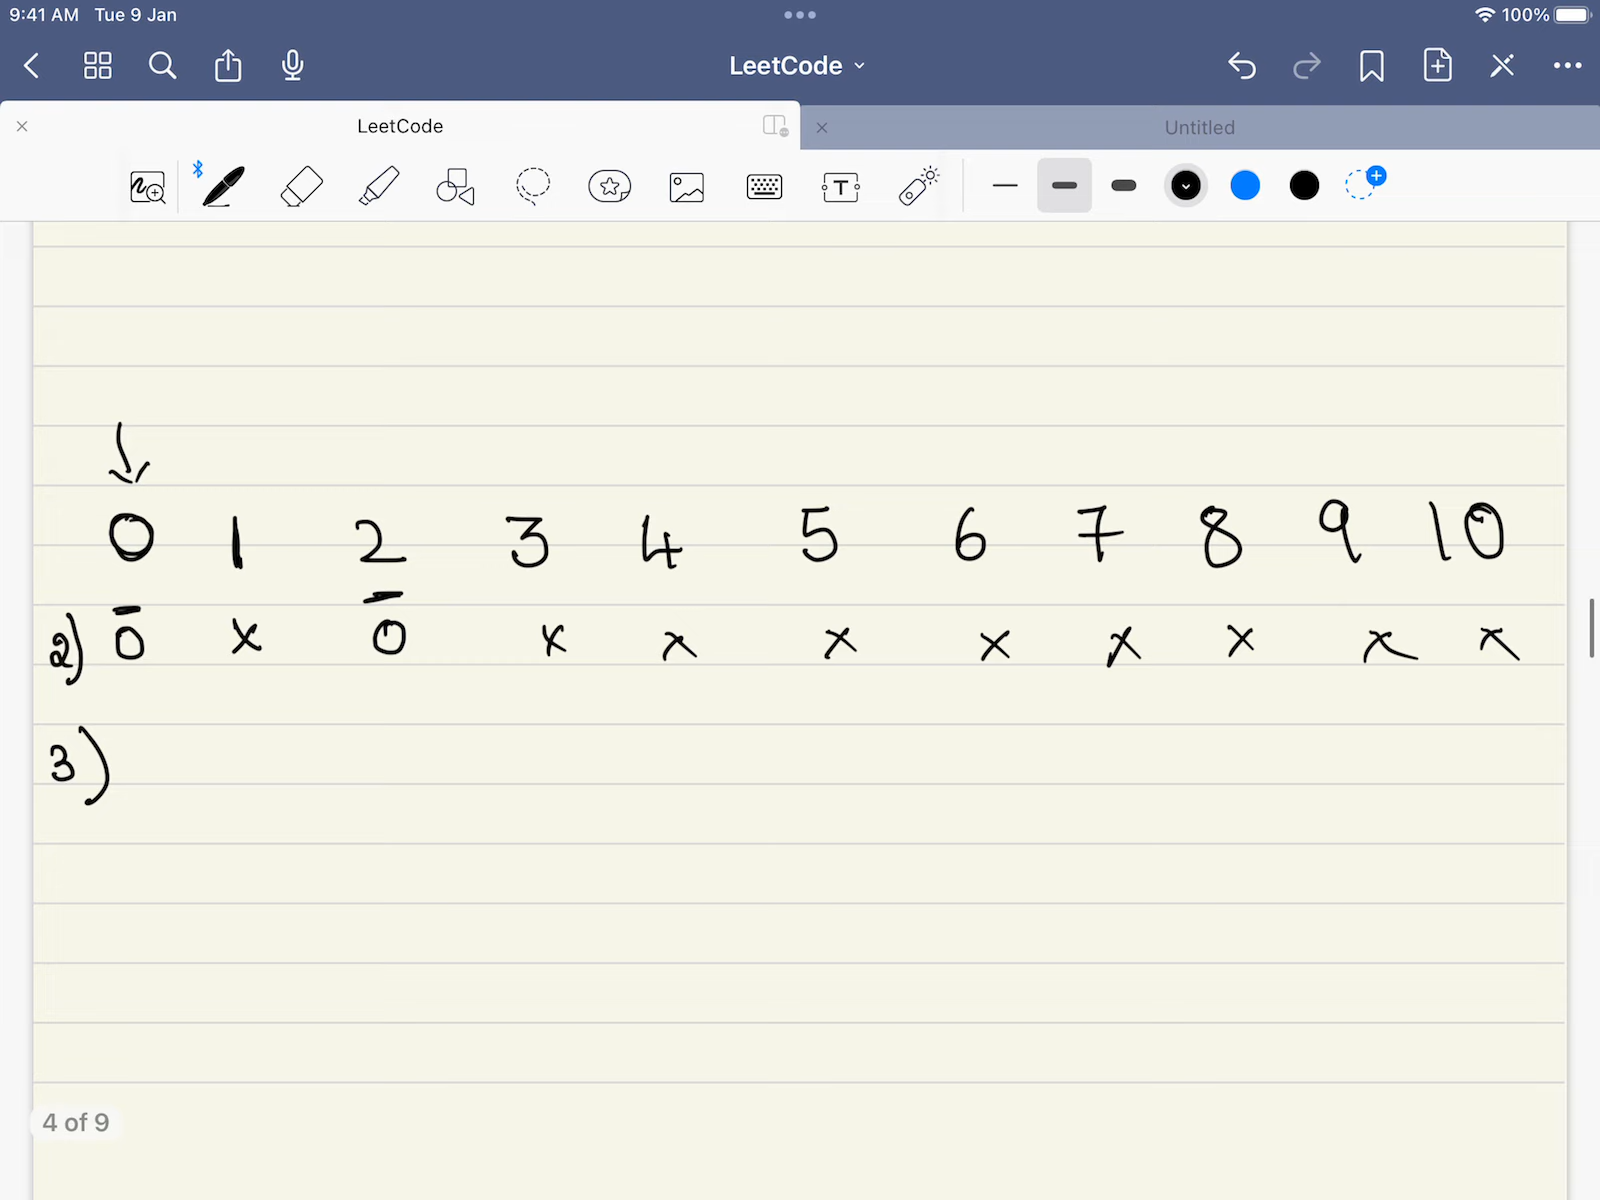 9:41 AM Tue 9 Jan
100%
LeetCode
LeetCode
Untitled
T
0 1 2 3 4 5 6 7 8 9 10
2) 0 x 0 x x x x x x x x
3)
4 of 9